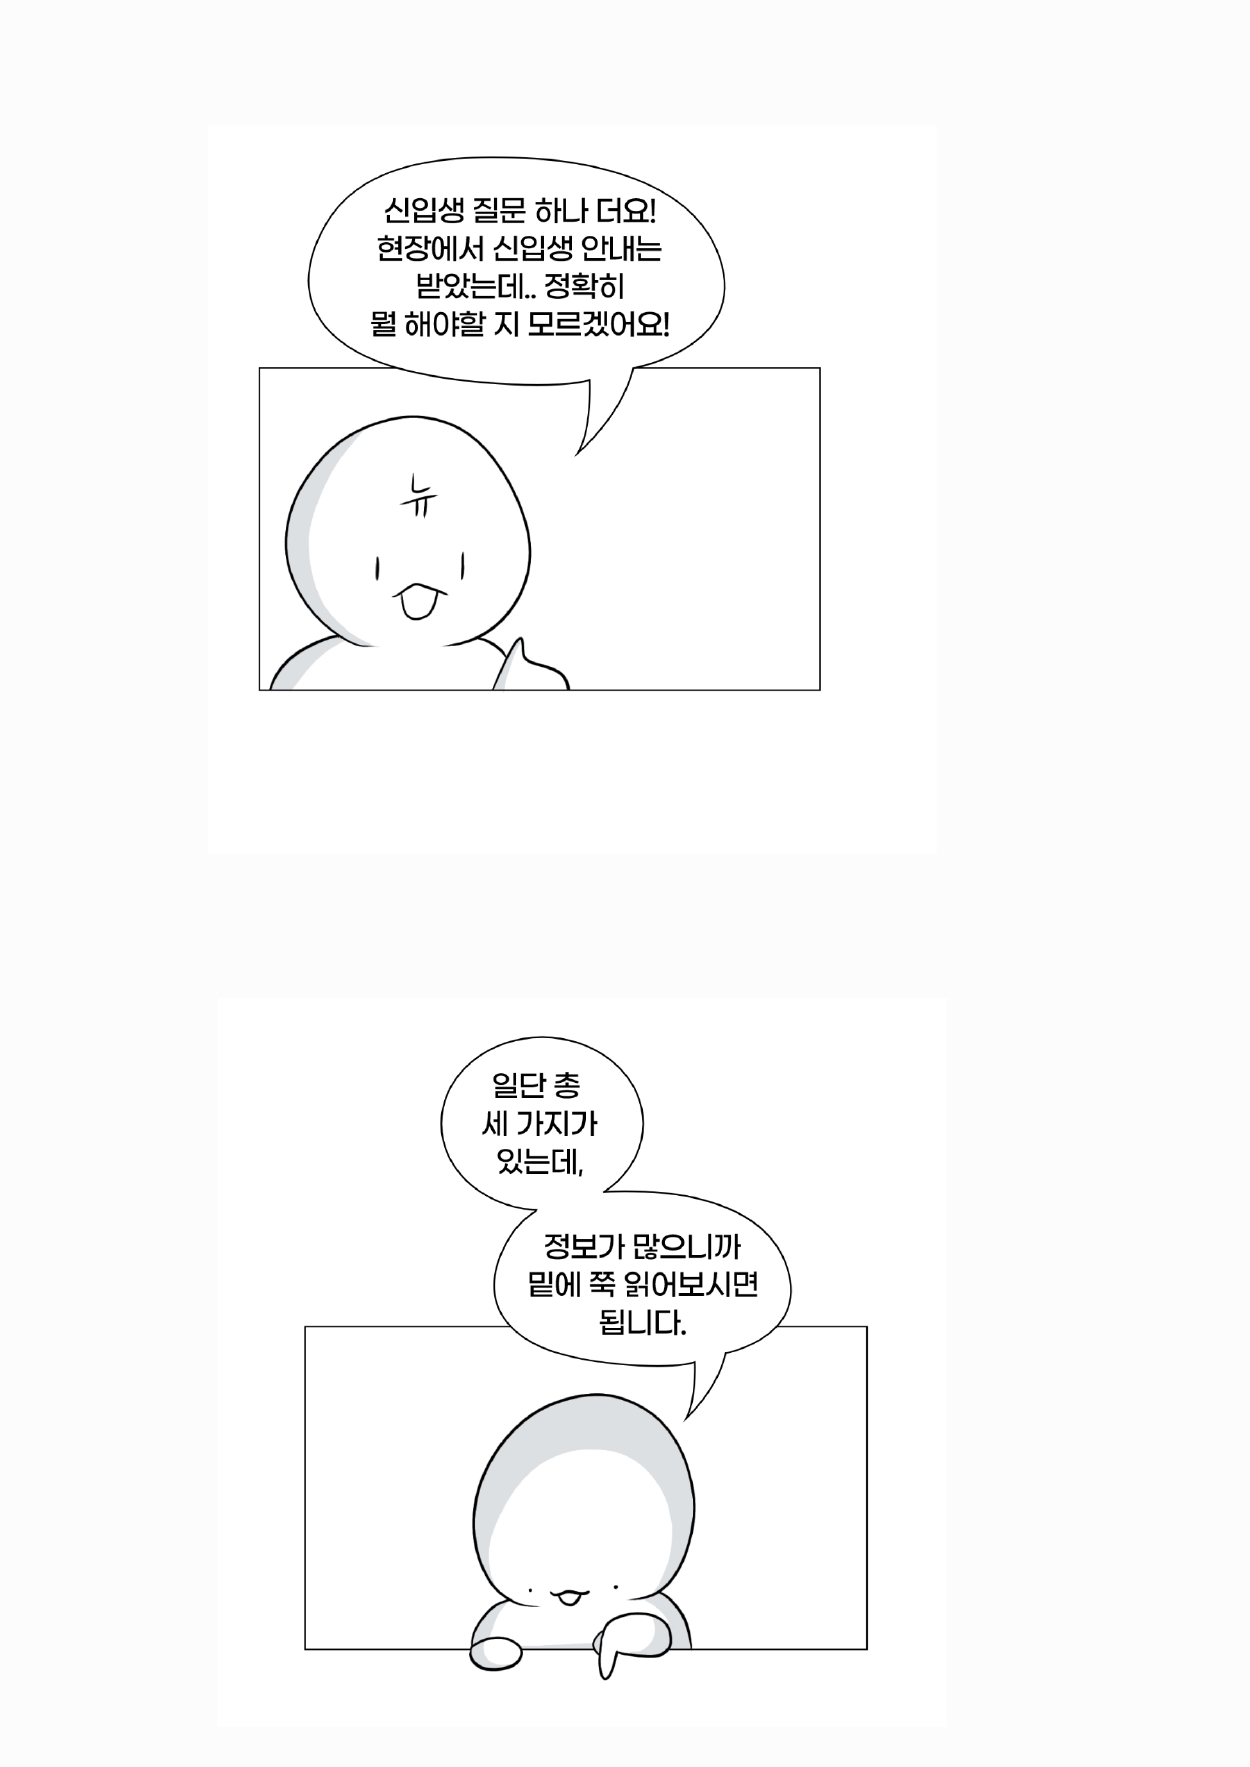 신입생 질문 하나 더요!
현장에서 신입생 안내는
받았는데.. 정확히
뭘 해야할 지 모르겠어요!
뉴
일단 총
세 가지가
있는데,
정보가 많으니까
밑에 쭉 읽어보시면
됩니다.